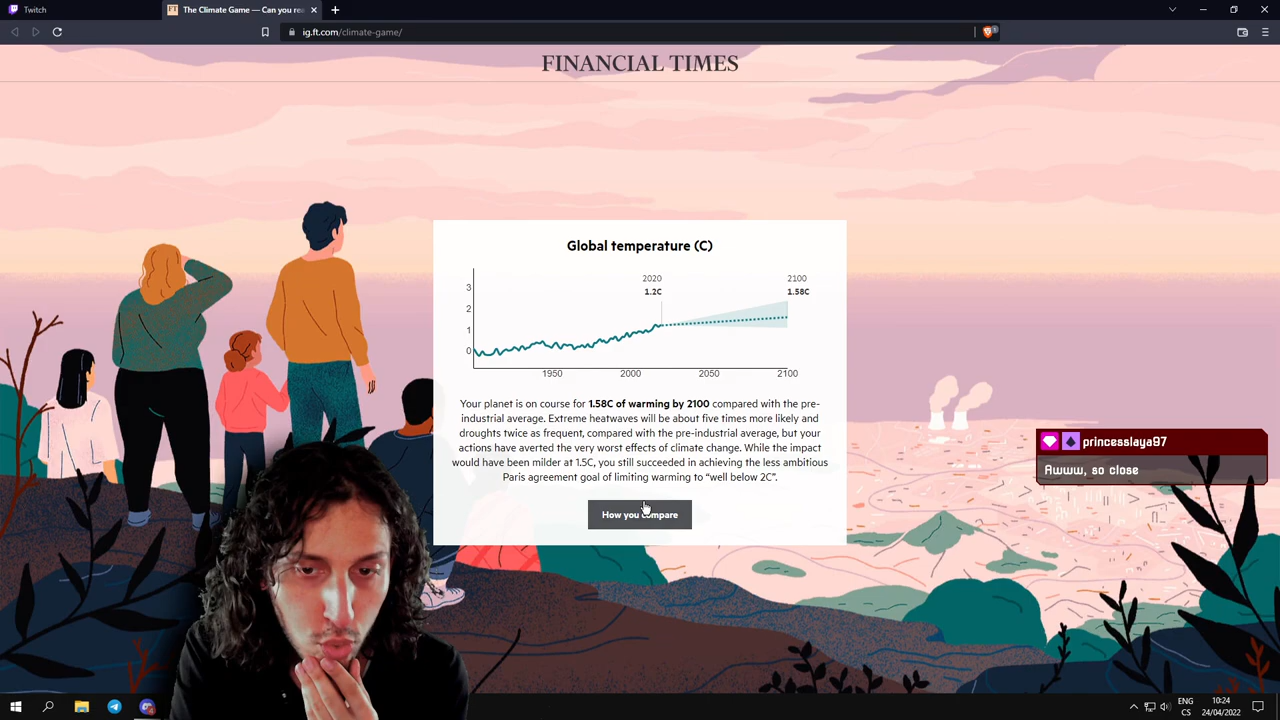 Twitch
The Climate Game — Can you rea
ig.ft.com/climate-game/
1
FINANCIAL TIMES
Global temperature (C)
2020
2100
1.2C
1.58C
3
2
1
0
1950
2000
2050
2100
Your planet is on course for 1.58C of warming by 2100 compared with the pre-
industrial average. Extreme heatwaves will be about five times more likely and
droughts twice as frequent, compared with the pre-industrial average, but your
actions have averted the very worst effects of climate change. While the impact
would have been milder at 1.5C, you still succeeded in achieving the less ambitious
Paris agreement goal of limiting warming to “well below 2C”.
How you compare
princesslaya97
Awww, so close
ENG
CS
10:24
24/04/2022